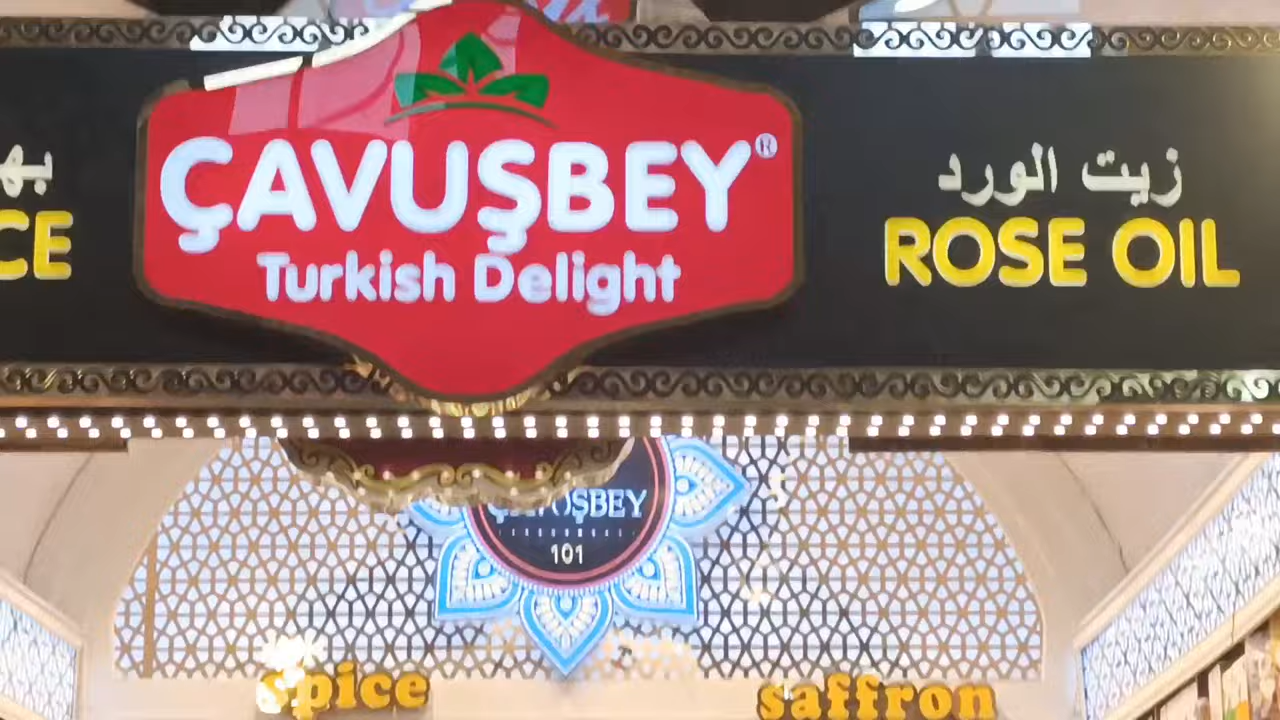 ÇAVUŞBEY®
Turkish Delight
زيت الورد
ROSE OIL
ÇAVUŞBEY
101
spice
saffron